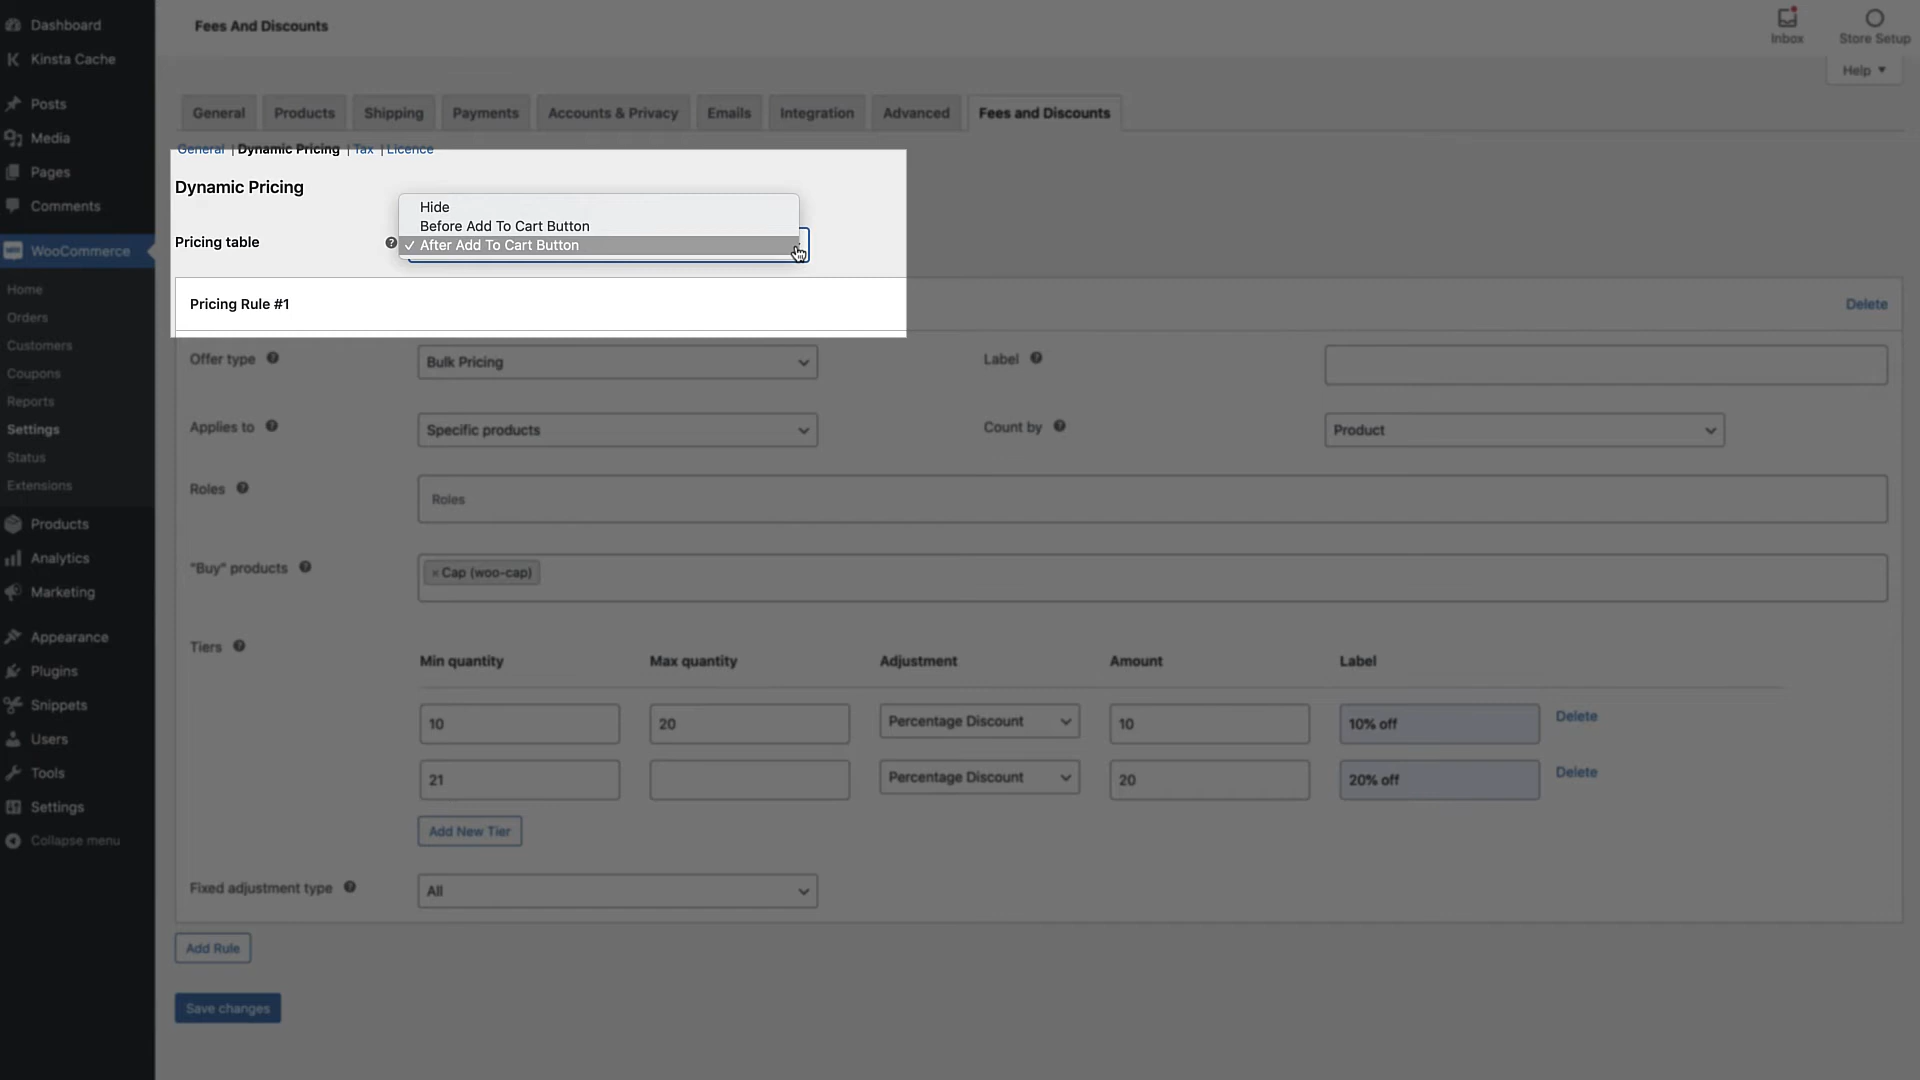 Dashboard
Kinsta Cache
Posts
Media
Pages
Comments
WooCommerce
Home
Orders
Customers
Coupons
Reports
Settings
Status
Extensions
Products
Analytics
Marketing
Appearance
Plugins
Snippets
Users
Tools
Settings
Collapse menu
Fees And Discounts
Inbox
Store Setup
Help
General
Products
Shipping
Payments
Accounts & Privacy
Emails
Integration
Advanced
Fees and Discounts
General | Dynamic Pricing | Tax | Licence
Dynamic Pricing
Pricing table
Hide
Before Add To Cart Button
✓ After Add To Cart Button
Pricing Rule #1
Delete
Offer type
Bulk Pricing
Label
Applies to
Specific products
Count by
Product
Roles
Roles
"Buy" products
× Cap (woo-cap)
Tiers
Min quantity Max quantity Adjustment Amount Label
10 20 Percentage Discount 10 10% off Delete
21 Percentage Discount 20 20% off Delete
Add New Tier
Fixed adjustment type
All
Add Rule
Save changes